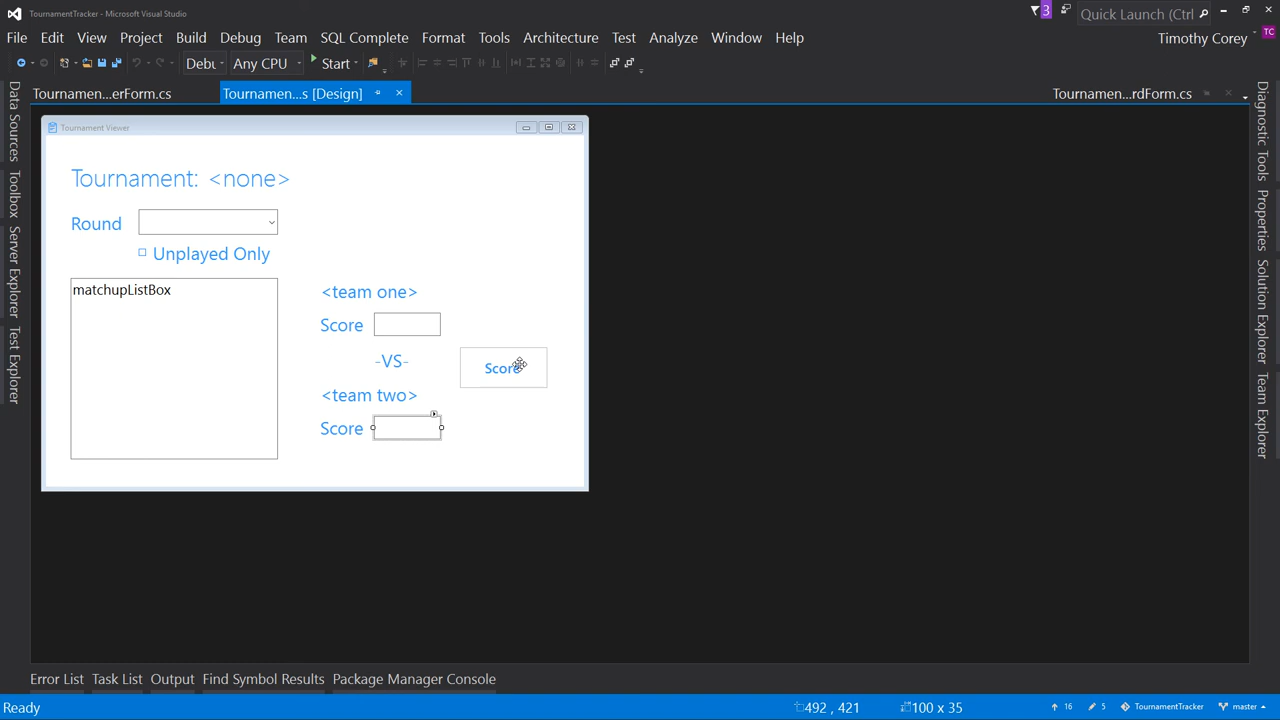 TournamentTracker - Microsoft Visual Studio
3
Quick Launch (Ctrl
File Edit View Project Build Debug Team SQL Complete Format Tools Architecture Test Analyze Window Help
Timothy Corey
TC
Debu Any CPU Start
Tournamen...erForm.cs
Tournamen...s [Design]
Tournamen...rdForm.cs
Data Sources
Toolbox
Server Explorer
Test Explorer
Tournament Viewer
Tournament: <none>
Round
Unplayed Only
matchupListBox
<team one>
Score
-VS-
Score
<team two>
Score
Diagnostic Tools
Properties
Solution Explorer
Team Explorer
Error List Task List Output Find Symbol Results Package Manager Console
Ready
492 , 421
100 x 35
16
5
TournamentTracker
master